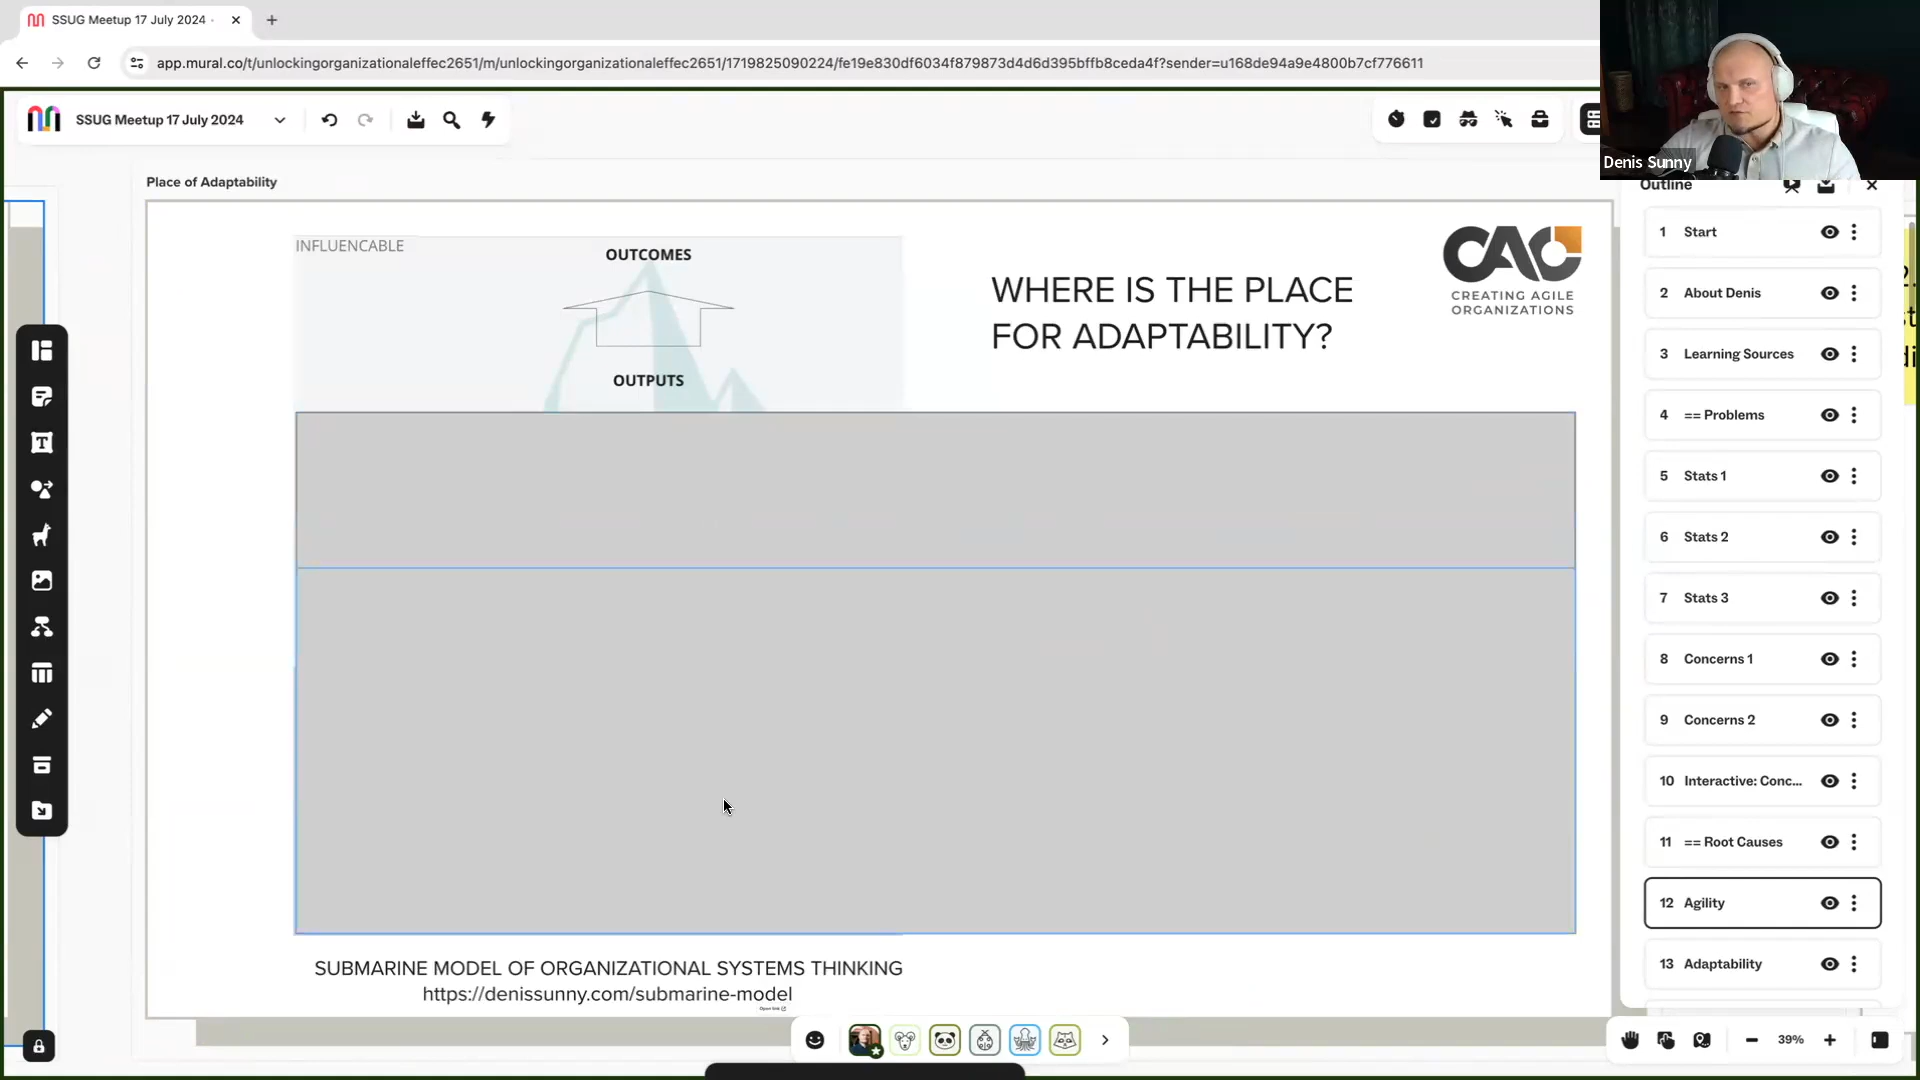 SSUG Meetup 17 July 2024
app.mural.co/t/unlockingorganizationaleffec2651/m/unlockingorganizationaleffec2651/1719825090224/fe19e830df6034f879873d4d6d395bffb8ceda4f?sender=u168de94a9e4800b7cf776611
SSUG Meetup 17 July 2024
Denis Sunny
Place of Adaptability
INFLUENCABLE
OUTCOMES
OUTPUTS
WHERE IS THE PLACE
FOR ADAPTABILITY?
CAO
CREATING AGILE
ORGANIZATIONS
SUBMARINE MODEL OF ORGANIZATIONAL SYSTEMS THINKING
https://denissunny.com/submarine-model
Open link
Outline
1 Start
2 About Denis
3 Learning Sources
4 == Problems
5 Stats 1
6 Stats 2
7 Stats 3
8 Concerns 1
9 Concerns 2
10 Interactive: Conc...
11 == Root Causes
12 Agility
13 Adaptability
39%